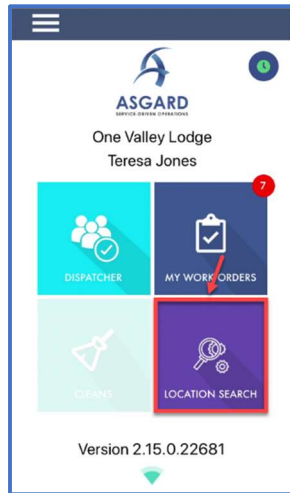 ASGARD
SERVICE-DRIVEN OPERATIONS
One Valley Lodge
Teresa Jones
7
DISPATCHER
MY WORK ORDERS
CLEANS
LOCATION SEARCH
Version 2.15.0.22681